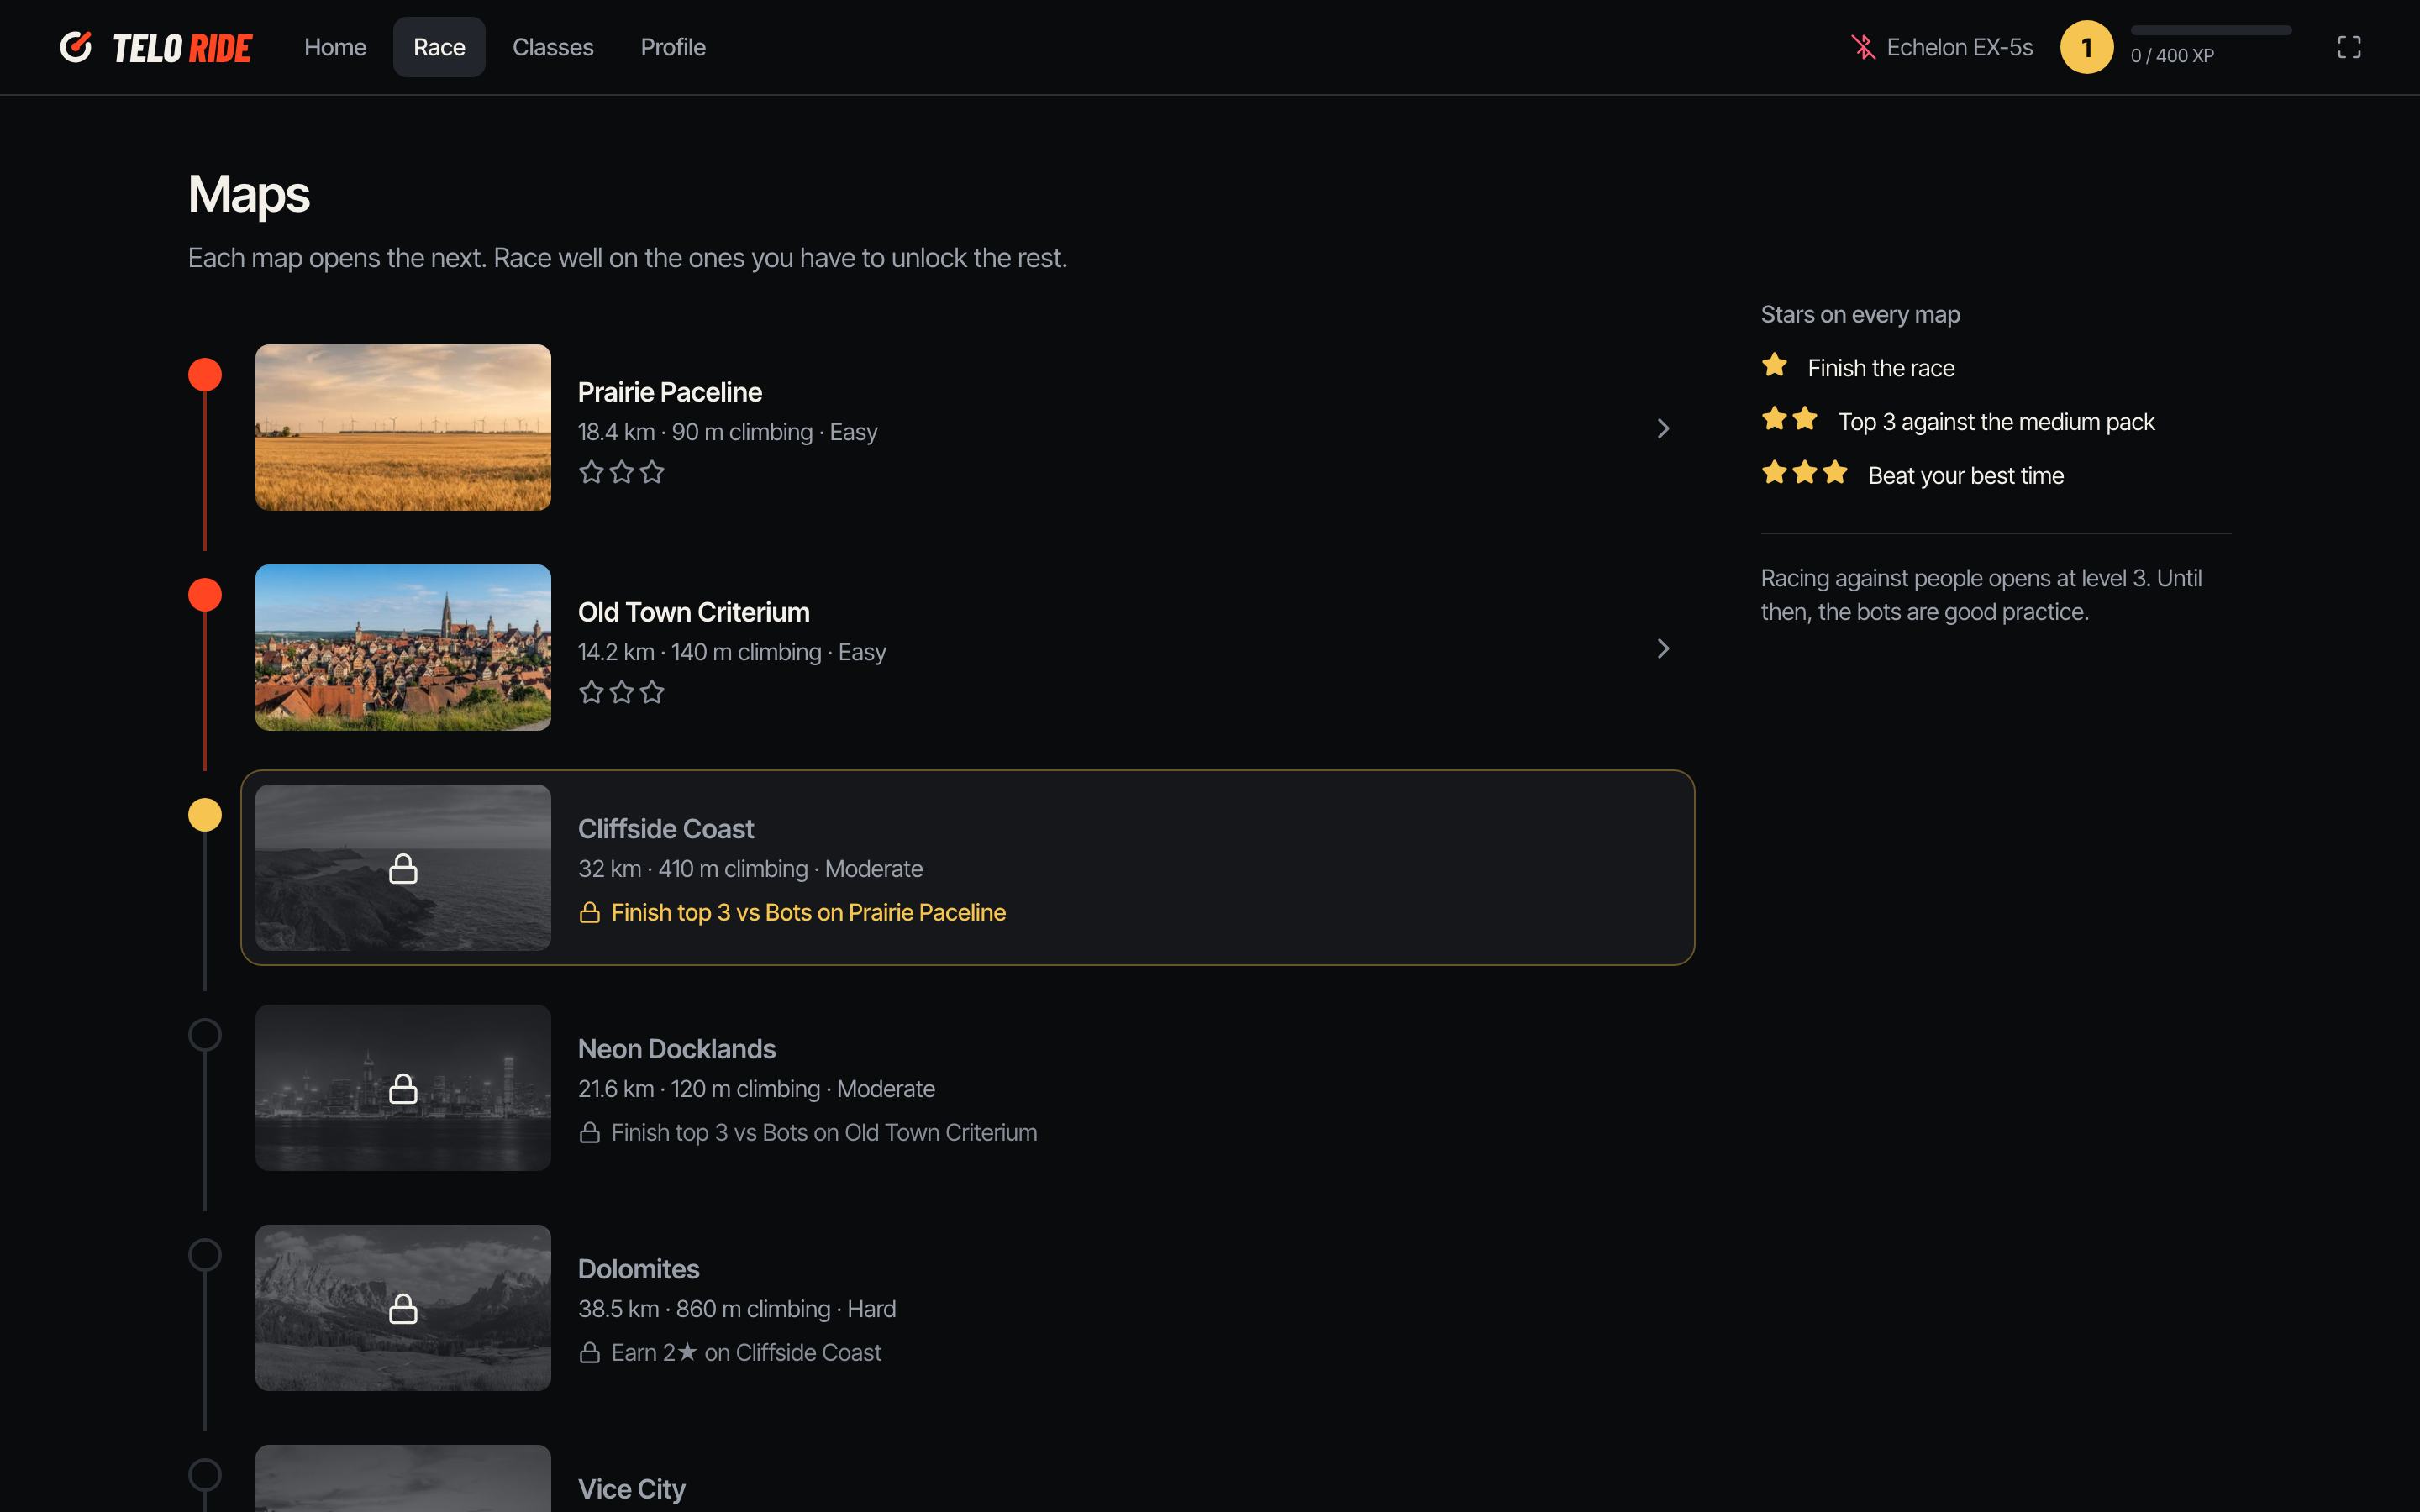 TELO RIDE
Home
Race
Classes
Profile
Echelon EX-5s
1
0 / 400 XP
Maps
Each map opens the next. Race well on the ones you have to unlock the rest.
Prairie Paceline
18.4 km · 90 m climbing · Easy
Old Town Criterium
14.2 km · 140 m climbing · Easy
Cliffside Coast
32 km · 410 m climbing · Moderate
Finish top 3 vs Bots on Prairie Paceline
Neon Docklands
21.6 km · 120 m climbing · Moderate
Finish top 3 vs Bots on Old Town Criterium
Dolomites
38.5 km · 860 m climbing · Hard
Earn 2★ on Cliffside Coast
Vice City
Stars on every map
Finish the race
Top 3 against the medium pack
Beat your best time
Racing against people opens at level 3. Until
then, the bots are good practice.